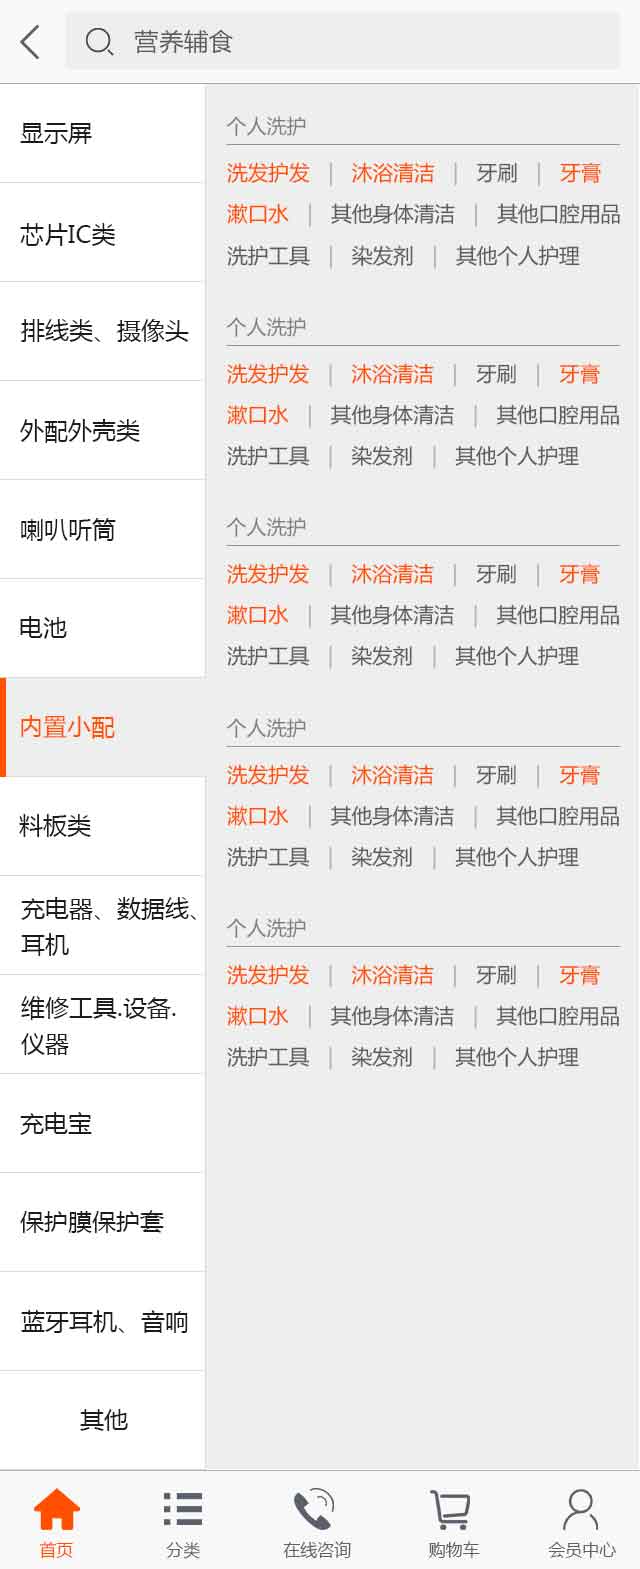 营养辅食
显示屏
芯片IC类
排线类、摄像头
外配外壳类
喇叭听筒
电池
内置小配
料板类
充电器、数据线、
耳机
维修工具.设备.
仪器
充电宝
保护膜保护套
蓝牙耳机、音响
其他
个人洗护
洗发护发 | 沐浴清洁 | 牙刷 | 牙膏
漱口水 | 其他身体清洁 | 其他口腔用品
洗护工具 | 染发剂 | 其他个人护理
个人洗护
洗发护发 | 沐浴清洁 | 牙刷 | 牙膏
漱口水 | 其他身体清洁 | 其他口腔用品
洗护工具 | 染发剂 | 其他个人护理
个人洗护
洗发护发 | 沐浴清洁 | 牙刷 | 牙膏
漱口水 | 其他身体清洁 | 其他口腔用品
洗护工具 | 染发剂 | 其他个人护理
个人洗护
洗发护发 | 沐浴清洁 | 牙刷 | 牙膏
漱口水 | 其他身体清洁 | 其他口腔用品
洗护工具 | 染发剂 | 其他个人护理
个人洗护
洗发护发 | 沐浴清洁 | 牙刷 | 牙膏
漱口水 | 其他身体清洁 | 其他口腔用品
洗护工具 | 染发剂 | 其他个人护理
首页 分类 在线咨询 购物车 会员中心